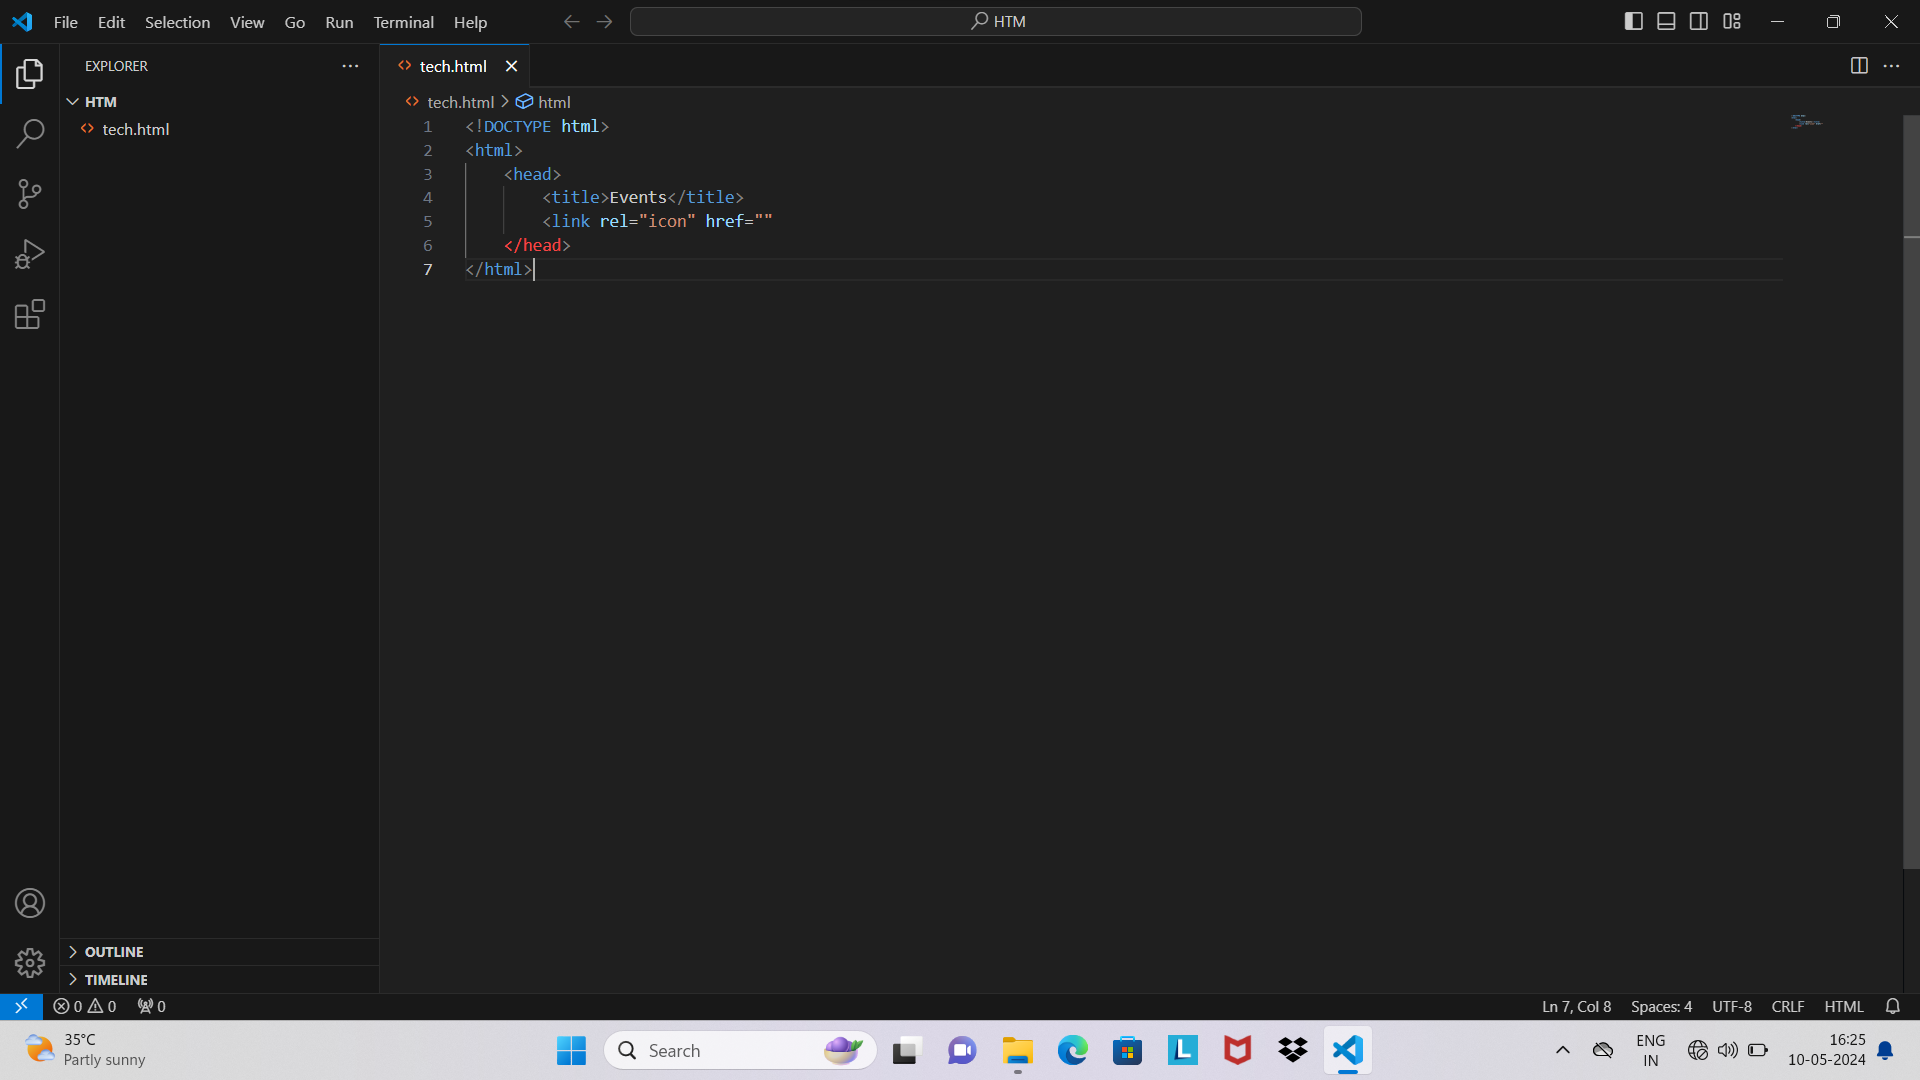 File Edit Selection View Go Run Terminal Help
HTM
EXPLORER
HTM
tech.html
OUTLINE
TIMELINE
tech.html
tech.html > html
1 <!DOCTYPE html>
2 <html>
3 <head>
4 <title>Events</title>
5 <link rel="icon" href=""
6 </head>
7 </html>
0 0 0
Ln 7, Col 8 Spaces: 4 UTF-8 CRLF HTML
35°C
Partly sunny
Search
L
ENG
IN
16:25
10-05-2024